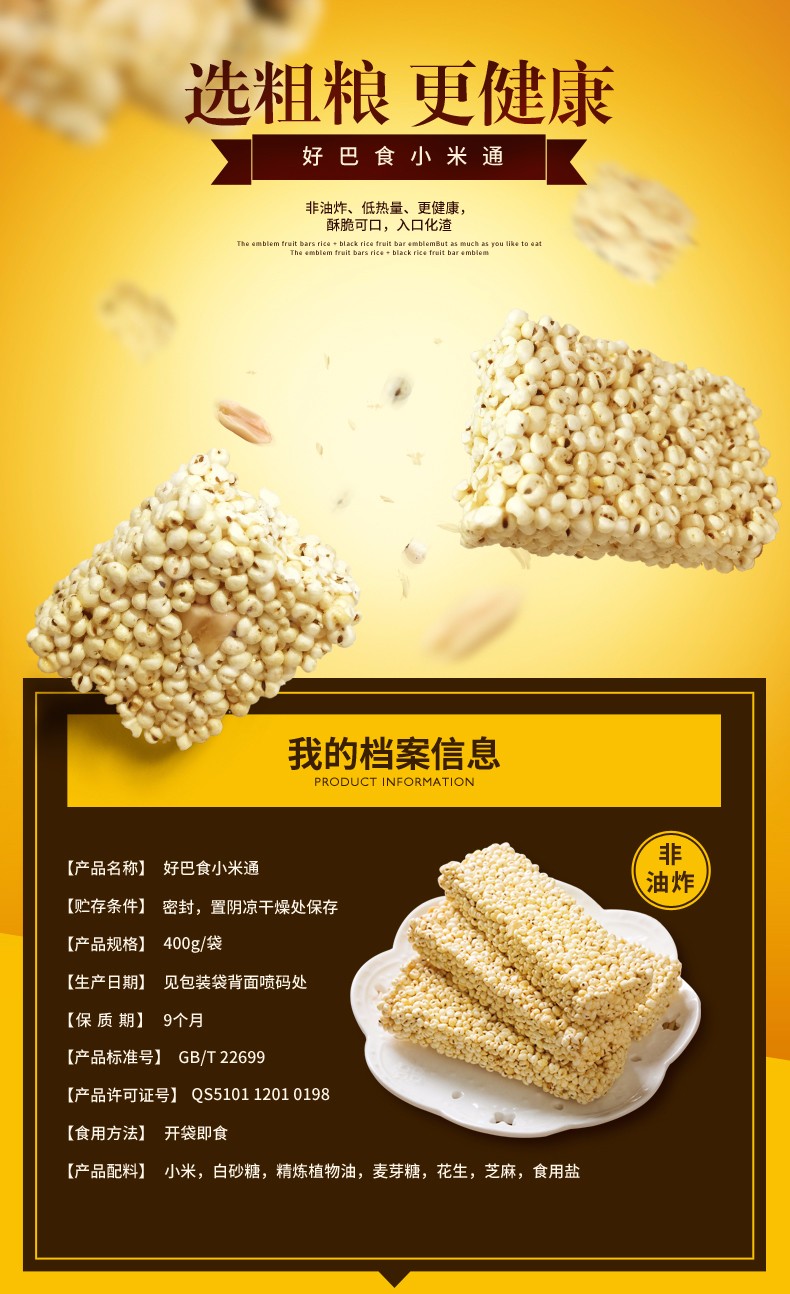 选粗粮 更健康
好巴食小米通
非油炸、低热量、更健康，
酥脆可口，入口化渣
The emblem fruit bars rice + black rice fruit bar emblemBut as much as you like to eat
The emblem fruit bars rice + black rice fruit bar emblem
我的档案信息
PRODUCT INFORMATION
非
油炸
【产品名称】 好巴食小米通
【贮存条件】 密封，置阴凉干燥处保存
【产品规格】 400g/袋
【生产日期】 见包装袋背面喷码处
【保 质 期】 9个月
【产品标准号】 GB/T 22699
【产品许可证号】 QS5101 1201 0198
【食用方法】 开袋即食
【产品配料】 小米，白砂糖，精炼植物油，麦芽糖，花生，芝麻，食用盐